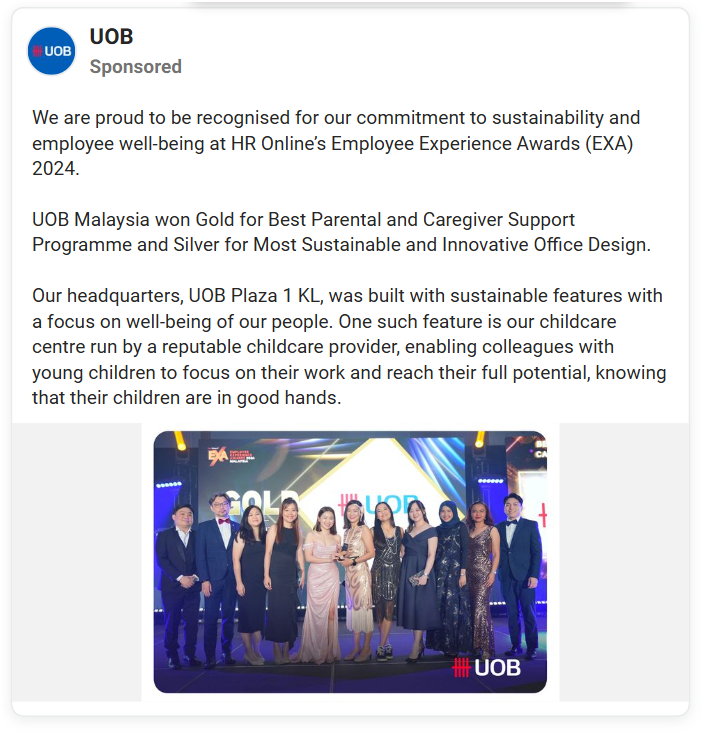 UOB
UOB
Sponsored
We are proud to be recognised for our commitment to sustainability and
employee well-being at HR Online’s Employee Experience Awards (EXA)
2024.
UOB Malaysia won Gold for Best Parental and Caregiver Support
Programme and Silver for Most Sustainable and Innovative Office Design.
Our headquarters, UOB Plaza 1 KL, was built with sustainable features with
a focus on well-being of our people. One such feature is our childcare
centre run by a reputable childcare provider, enabling colleagues with
young children to focus on their work and reach their full potential, knowing
that their children are in good hands.
EXA
GOLD
UOB
UOB